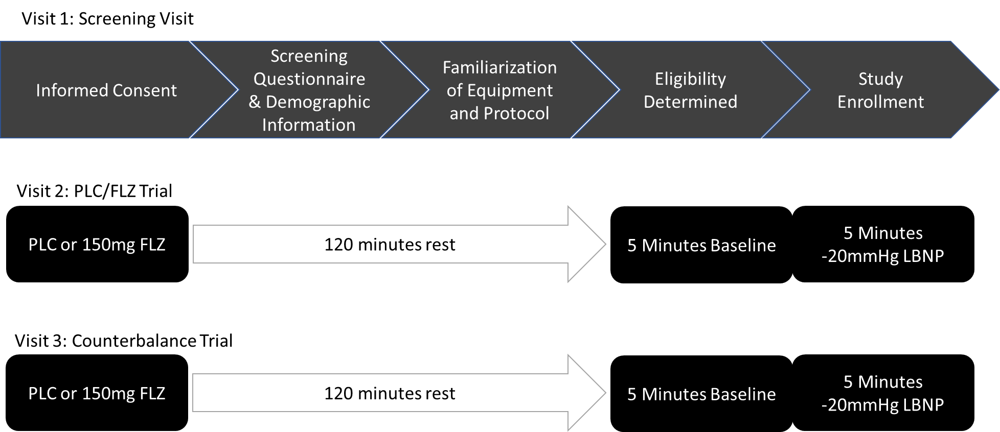 Visit 1: Screening Visit
Informed Consent
Screening
Questionnaire
& Demographic
Information
Familiarization
of Equipment
and Protocol
Eligibility
Determined
Study
Enrollment
Visit 2: PLC/FLZ Trial
PLC or 150mg FLZ
120 minutes rest
5 Minutes Baseline
5 Minutes
-20mmHg LBNP
Visit 3: Counterbalance Trial
PLC or 150mg FLZ
120 minutes rest
5 Minutes Baseline
5 Minutes
-20mmHg LBNP